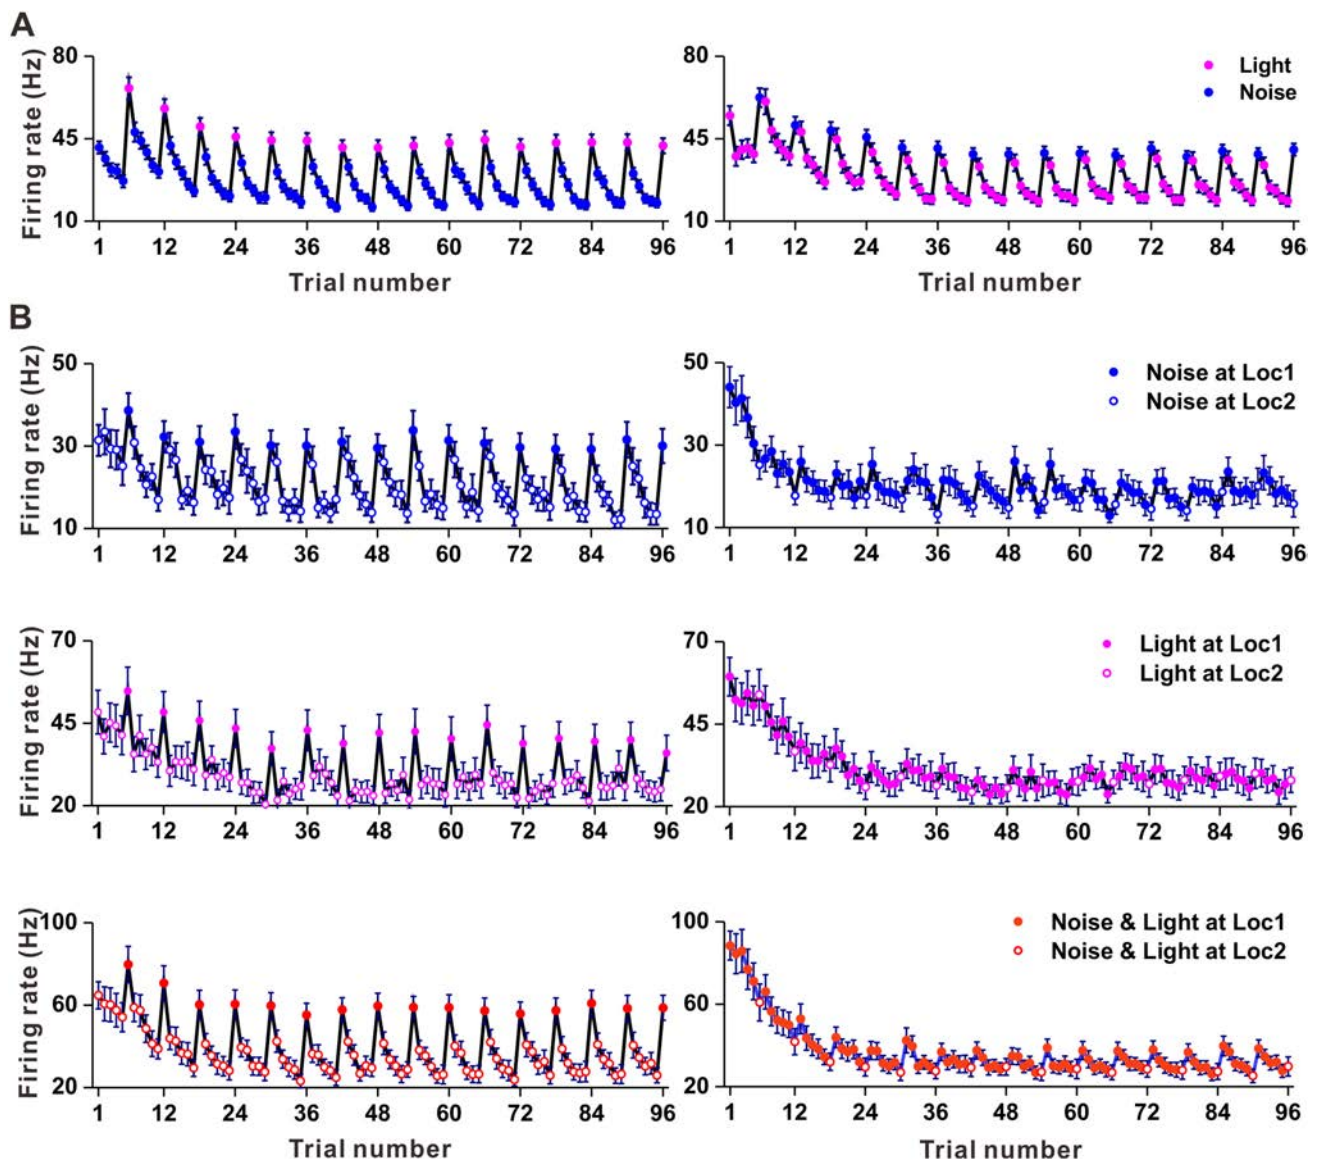 A
Firing rate (Hz)
80
45
10
1 12 24 36 48 60 72 84 96
Trial number
80
45
10
1 12 24 36 48 60 72 84 96
Trial number
Light
Noise
B
Firing rate (Hz)
50
30
10
1 12 24 36 48 60 72 84 96
50
30
10
1 12 24 36 48 60 72 84 96
Noise at Loc1
Noise at Loc2
Firing rate (Hz)
70
45
20
1 12 24 36 48 60 72 84 96
70
45
20
1 12 24 36 48 60 72 84 96
Light at Loc1
Light at Loc2
Firing rate (Hz)
100
60
20
1 12 24 36 48 60 72 84 96
Trial number
100
60
20
1 12 24 36 48 60 72 84 96
Trial number
Noise & Light at Loc1
Noise & Light at Loc2